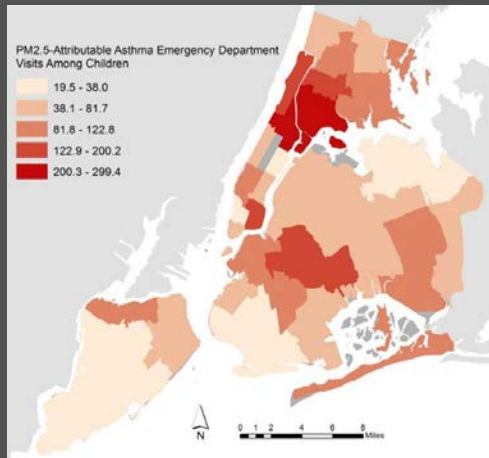 PM2.5-Attributable Asthma Emergency Department
Visits Among Children
19.5 - 38.0
38.1 - 81.7
81.8 - 122.8
122.9 - 200.2
200.3 - 299.4
N
0 1 2 4 6 8
Miles